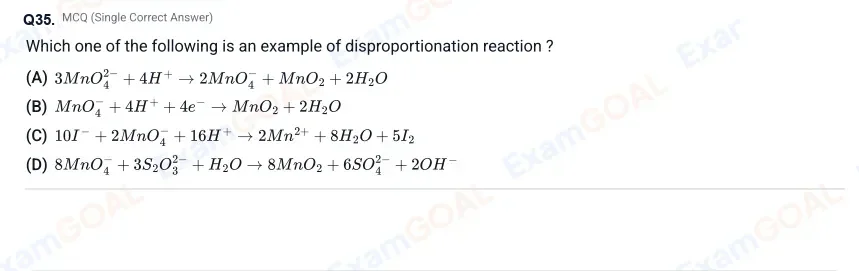 Q35. MCQ (Single Correct Answer)
Which one of the following is an example of disproportionation reaction ?
(A) 3MnO₄²⁻ + 4H⁺ → 2MnO₄⁻ + MnO₂ + 2H₂O
(B) MnO₄⁻ + 4H⁺ + 4e⁻ → MnO₂ + 2H₂O
(C) 10I⁻ + 2MnO₄⁻ + 16H⁺ → 2Mn²⁺ + 8H₂O + 5I₂
(D) 8MnO₄⁻ + 3S₂O₃²⁻ + H₂O → 8MnO₂ + 6SO₄²⁻ + 2OH⁻
ExamGOAL
ExamGOAL
ExamGOAL
ExamGOAL